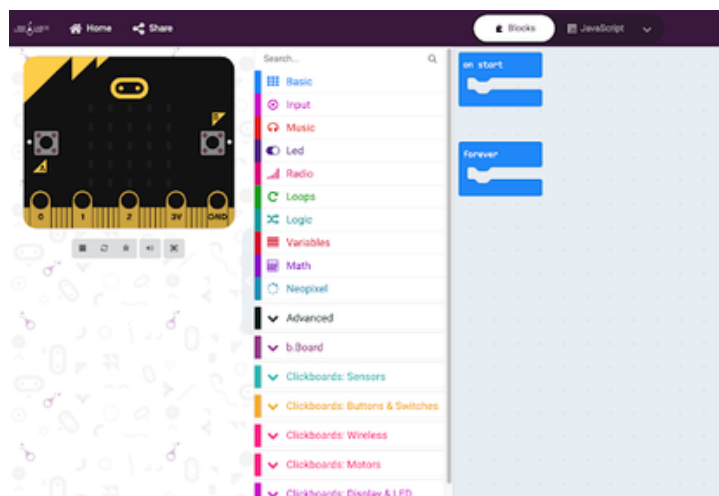 Home
Share
Blocks
JavaScript
Search...
Basic
Input
Music
Led
Radio
Loops
Logic
Variables
Math
Neopixel
Advanced
b.Board
Clickboards: Sensors
Clickboards: Buttons & Switches
Clickboards: Wireless
Clickboards: Motors
Clickboards: Display & LED
on start
forever
B
A
0 1 2 3V GND